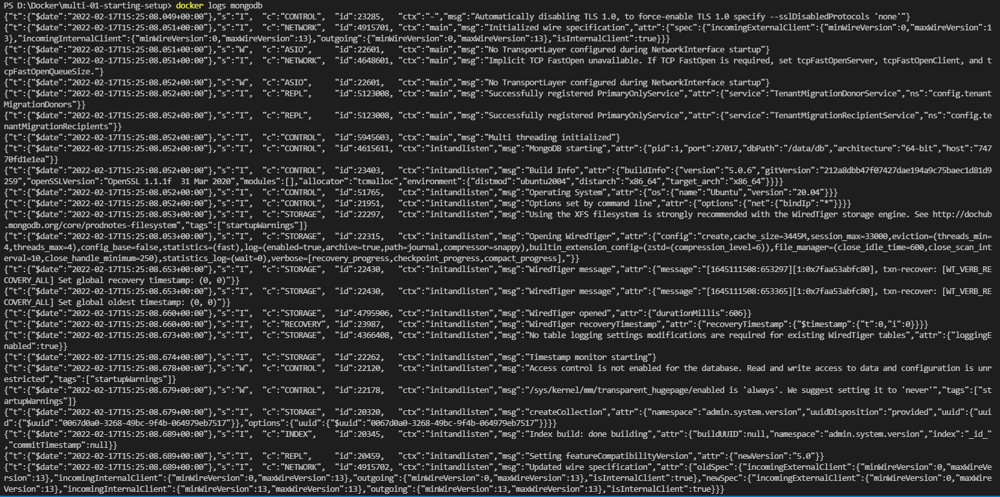 PS D:\Docker\multi-01-starting-setup> docker logs mongodb
{"t":{"$date":"2022-02-17T15:25:08.049+00:00"},"s":"I",  "c":"CONTROL",  "id":23285,   "ctx":"-","msg":"Automatically disabling TLS 1.0, to force-enable TLS 1.0 specify --sslDisabledProtocols 'none'"}
{"t":{"$date":"2022-02-17T15:25:08.051+00:00"},"s":"I",  "c":"NETWORK",  "id":4915701, "ctx":"main","msg":"Initialized wire specification","attr":{"spec":{"incomingExternalClient":{"minWireVersion":0,"maxWireVersion":1
3},"incomingInternalClient":{"minWireVersion":0,"maxWireVersion":13},"outgoing":{"minWireVersion":0,"maxWireVersion":13},"isInternalClient":true}}}
{"t":{"$date":"2022-02-17T15:25:08.051+00:00"},"s":"W",  "c":"ASIO",     "id":22601,   "ctx":"main","msg":"No TransportLayer configured during NetworkInterface startup"}
{"t":{"$date":"2022-02-17T15:25:08.051+00:00"},"s":"I",  "c":"NETWORK",  "id":4648601, "ctx":"main","msg":"Implicit TCP FastOpen unavailable. If TCP FastOpen is required, set tcpFastOpenServer, tcpFastOpenClient, and t
cpFastOpenQueueSize."}
{"t":{"$date":"2022-02-17T15:25:08.052+00:00"},"s":"W",  "c":"ASIO",     "id":22601,   "ctx":"main","msg":"No TransportLayer configured during NetworkInterface startup"}
{"t":{"$date":"2022-02-17T15:25:08.052+00:00"},"s":"I",  "c":"REPL",     "id":5123008, "ctx":"main","msg":"Successfully registered PrimaryOnlyService","attr":{"service":"TenantMigrationDonorService","ns":"config.tenant
MigrationDonors"}}
{"t":{"$date":"2022-02-17T15:25:08.052+00:00"},"s":"I",  "c":"REPL",     "id":5123008, "ctx":"main","msg":"Successfully registered PrimaryOnlyService","attr":{"service":"TenantMigrationRecipientService","ns":"config.te
nantMigrationRecipients"}}
{"t":{"$date":"2022-02-17T15:25:08.052+00:00"},"s":"I",  "c":"CONTROL",  "id":5945603, "ctx":"main","msg":"Multi threading initialized"}
{"t":{"$date":"2022-02-17T15:25:08.052+00:00"},"s":"I",  "c":"CONTROL",  "id":4615611, "ctx":"initandlisten","msg":"MongoDB starting","attr":{"pid":1,"port":27017,"dbPath":"/data/db","architecture":"64-bit","host":"747
70fd1e1ea"}}
{"t":{"$date":"2022-02-17T15:25:08.052+00:00"},"s":"I",  "c":"CONTROL",  "id":23403,   "ctx":"initandlisten","msg":"Build Info","attr":{"buildInfo":{"version":"5.0.6","gitVersion":"212a8dbb47f07427dae194a9c75baec1d81d9
259","openSSLVersion":"OpenSSL 1.1.1f  31 Mar 2020","modules":[],"allocator":"tcmalloc","environment":{"distmod":"ubuntu2004","distarch":"x86_64","target_arch":"x86_64"}}}}
{"t":{"$date":"2022-02-17T15:25:08.052+00:00"},"s":"I",  "c":"CONTROL",  "id":51765,   "ctx":"initandlisten","msg":"Operating System","attr":{"os":{"name":"Ubuntu","version":"20.04"}}}
{"t":{"$date":"2022-02-17T15:25:08.052+00:00"},"s":"I",  "c":"CONTROL",  "id":21951,   "ctx":"initandlisten","msg":"Options set by command line","attr":{"options":{"net":{"bindIp":"*"}}}}
{"t":{"$date":"2022-02-17T15:25:08.053+00:00"},"s":"I",  "c":"STORAGE",  "id":22297,   "ctx":"initandlisten","msg":"Using the XFS filesystem is strongly recommended with the WiredTiger storage engine. See http://dochub
.mongodb.org/core/prodnotes-filesystem","tags":["startupWarnings"]}
{"t":{"$date":"2022-02-17T15:25:08.053+00:00"},"s":"I",  "c":"STORAGE",  "id":22315,   "ctx":"initandlisten","msg":"Opening WiredTiger","attr":{"config":"create,cache_size=3445M,session_max=33000,eviction=(threads_min=
4,threads_max=4),config_base=false,statistics=(fast),log=(enabled=true,archive=true,path=journal,compressor=snappy),builtin_extension_config=(zstd=(compression_level=6)),file_manager=(close_idle_time=600,close_scan_int
erval=10,close_handle_minimum=250),statistics_log=(wait=0),verbose=[recovery_progress,checkpoint_progress,compact_progress],"}}
{"t":{"$date":"2022-02-17T15:25:08.653+00:00"},"s":"I",  "c":"STORAGE",  "id":22430,   "ctx":"initandlisten","msg":"WiredTiger message","attr":{"message":"[1645111508:653297][1:0x7faa53abfc80], txn-recover: [WT_VERB_RE
COVERY_ALL] Set global recovery timestamp: (0, 0)"}}
{"t":{"$date":"2022-02-17T15:25:08.653+00:00"},"s":"I",  "c":"STORAGE",  "id":22430,   "ctx":"initandlisten","msg":"WiredTiger message","attr":{"message":"[1645111508:653365][1:0x7faa53abfc80], txn-recover: [WT_VERB_RE
COVERY_ALL] Set global oldest timestamp: (0, 0)"}}
{"t":{"$date":"2022-02-17T15:25:08.660+00:00"},"s":"I",  "c":"STORAGE",  "id":4795906, "ctx":"initandlisten","msg":"WiredTiger opened","attr":{"durationMillis":606}}
{"t":{"$date":"2022-02-17T15:25:08.660+00:00"},"s":"I",  "c":"RECOVERY", "id":23987,   "ctx":"initandlisten","msg":"WiredTiger recoveryTimestamp","attr":{"recoveryTimestamp":{"$timestamp":{"t":0,"i":0}}}}
{"t":{"$date":"2022-02-17T15:25:08.673+00:00"},"s":"I",  "c":"STORAGE",  "id":4366408, "ctx":"initandlisten","msg":"No table logging settings modifications are required for existing WiredTiger tables","attr":{"loggingE
nabled":true}}
{"t":{"$date":"2022-02-17T15:25:08.674+00:00"},"s":"I",  "c":"STORAGE",  "id":22262,   "ctx":"initandlisten","msg":"Timestamp monitor starting"}
{"t":{"$date":"2022-02-17T15:25:08.678+00:00"},"s":"W",  "c":"CONTROL",  "id":22120,   "ctx":"initandlisten","msg":"Access control is not enabled for the database. Read and write access to data and configuration is unr
estricted","tags":["startupWarnings"]}
{"t":{"$date":"2022-02-17T15:25:08.679+00:00"},"s":"W",  "c":"CONTROL",  "id":22178,   "ctx":"initandlisten","msg":"/sys/kernel/mm/transparent_hugepage/enabled is 'always'. We suggest setting it to 'never'","tags":["st
artupWarnings"]}
{"t":{"$date":"2022-02-17T15:25:08.679+00:00"},"s":"I",  "c":"STORAGE",  "id":20320,   "ctx":"initandlisten","msg":"createCollection","attr":{"namespace":"admin.system.version","uuidDisposition":"provided","uuid":{"uui
d":{"$uuid":"0067d0a0-3268-49bc-9f4b-064979eb7517"}},"options":{"uuid":{"$uuid":"0067d0a0-3268-49bc-9f4b-064979eb7517"}}}}
{"t":{"$date":"2022-02-17T15:25:08.689+00:00"},"s":"I",  "c":"INDEX",    "id":20345,   "ctx":"initandlisten","msg":"Index build: done building","attr":{"buildUUID":null,"namespace":"admin.system.version","index":"_id_"
,"commitTimestamp":null}}
{"t":{"$date":"2022-02-17T15:25:08.689+00:00"},"s":"I",  "c":"REPL",     "id":20459,   "ctx":"initandlisten","msg":"Setting featureCompatibilityVersion","attr":{"newVersion":"5.0"}}
{"t":{"$date":"2022-02-17T15:25:08.689+00:00"},"s":"I",  "c":"NETWORK",  "id":4915702, "ctx":"initandlisten","msg":"Updated wire specification","attr":{"oldSpec":{"incomingExternalClient":{"minWireVersion":0,"maxWireVe
rsion":13},"incomingInternalClient":{"minWireVersion":0,"maxWireVersion":13},"outgoing":{"minWireVersion":0,"maxWireVersion":13},"isInternalClient":true},"newSpec":{"incomingExternalClient":{"minWireVersion":0,"maxWire
Version":13},"incomingInternalClient":{"minWireVersion":13,"maxWireVersion":13},"outgoing":{"minWireVersion":13,"maxWireVersion":13},"isInternalClient":true}}}